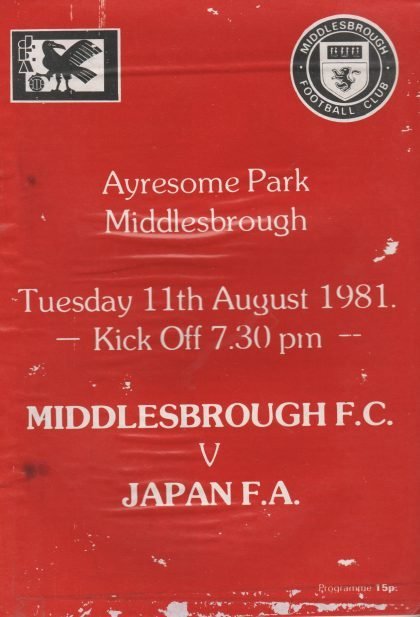 JFA
MIDDLESBROUGH
FOOTBALL CLUB
Ayresome Park
Middlesbrough
Tuesday 11th August 1981.
— Kick Off 7.30 pm —
MIDDLESBROUGH F.C.
V
JAPAN F.A.
Programme 15p.